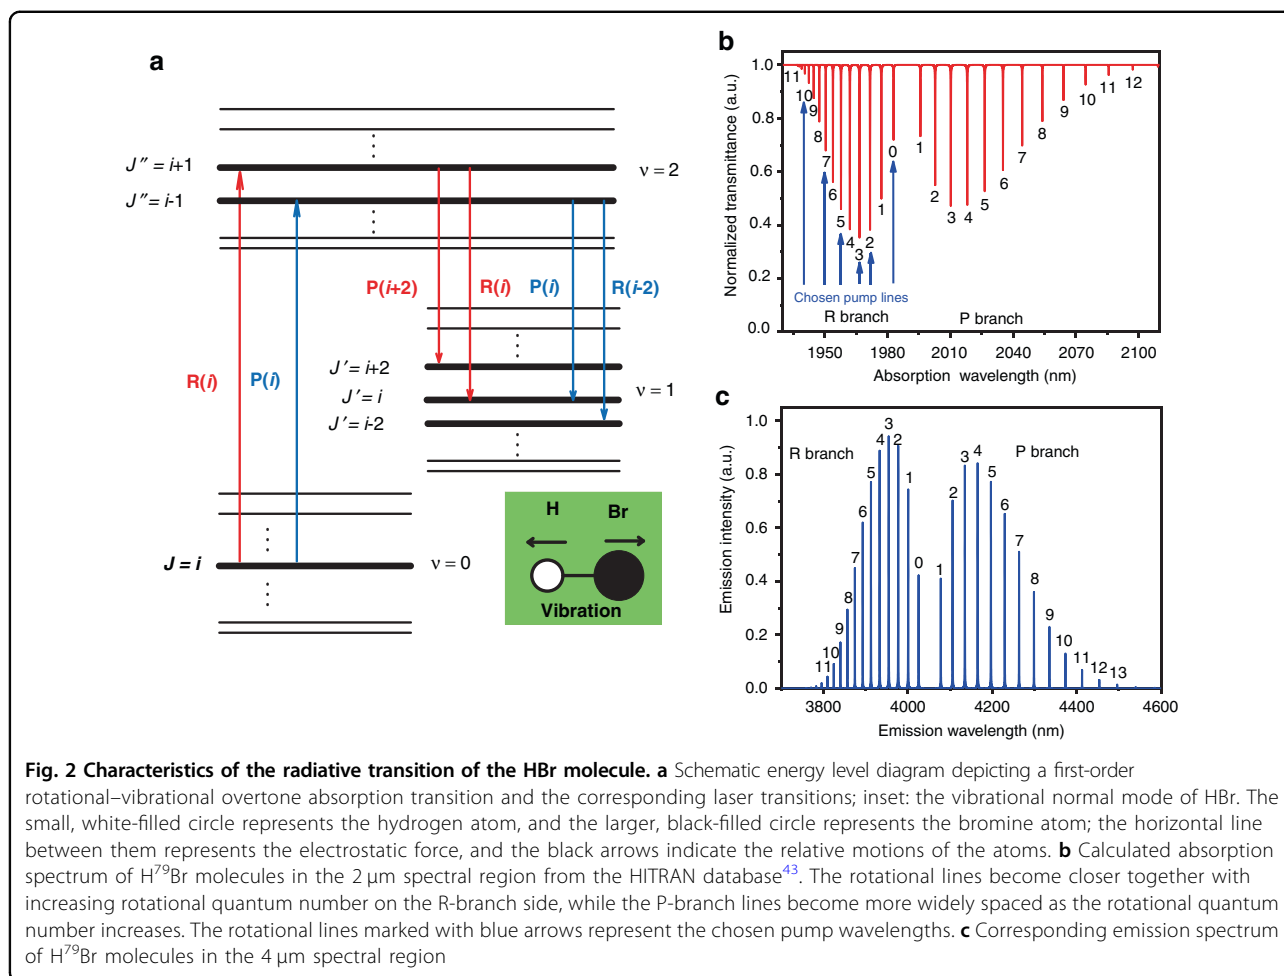 a
J″ = i+1
J″ = i-1
ν = 2
P(i+2)
R(i)
P(i)
R(i-2)
R(i)
P(i)
J′ = i+2
J′ = i
J′ = i-2
ν = 1
J = i
ν = 0
H
Br
Vibration
b
Normalized transmittance (a.u.)
1.0
0.8
0.6
0.4
0.2
0.0
11
10
9
8
7
6
5
4
3
2
1
0
1
2
3
4
5
6
7
8
9
10
11
12
Chosen pump lines
R branch
P branch
1950
1980
2010
2040
2070
2100
Absorption wavelength (nm)
c
Emission intensity (a.u.)
1.0
0.8
0.6
0.4
0.2
0.0
R branch
P branch
11
10
9
8
7
6
5
4
3
2
1
0
1
2
3
4
5
6
7
8
9
10
11
12
13
3800
4000
4200
4400
4600
Emission wavelength (nm)
Fig. 2 Characteristics of the radiative transition of the HBr molecule. a Schematic energy level diagram depicting a first-order
rotational–vibrational overtone absorption transition and the corresponding laser transitions; inset: the vibrational normal mode of HBr. The
small, white-filled circle represents the hydrogen atom, and the larger, black-filled circle represents the bromine atom; the horizontal line
between them represents the electrostatic force, and the black arrows indicate the relative motions of the atoms. b Calculated absorption
spectrum of H⁷⁹Br molecules in the 2 μm spectral region from the HITRAN database⁴³. The rotational lines become closer together with
increasing rotational quantum number on the R-branch side, while the P-branch lines become more widely spaced as the rotational quantum
number increases. The rotational lines marked with blue arrows represent the chosen pump wavelengths. c Corresponding emission spectrum
of H⁷⁹Br molecules in the 4 μm spectral region